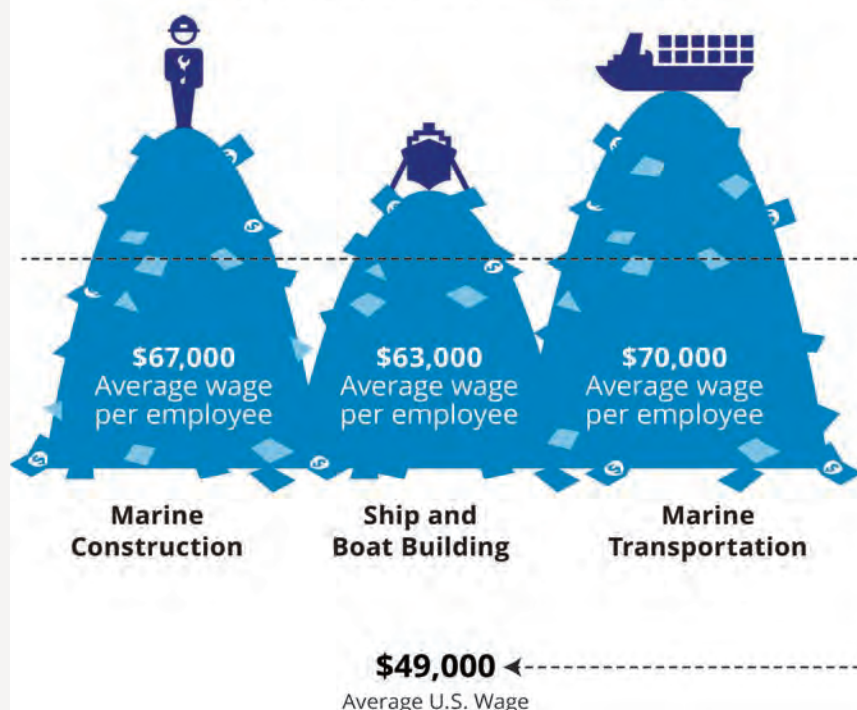 $67,000
Average wage
per employee
$63,000
Average wage
per employee
$70,000
Average wage
per employee
Marine
Construction
Ship and
Boat Building
Marine
Transportation
$49,000
Average U.S. Wage